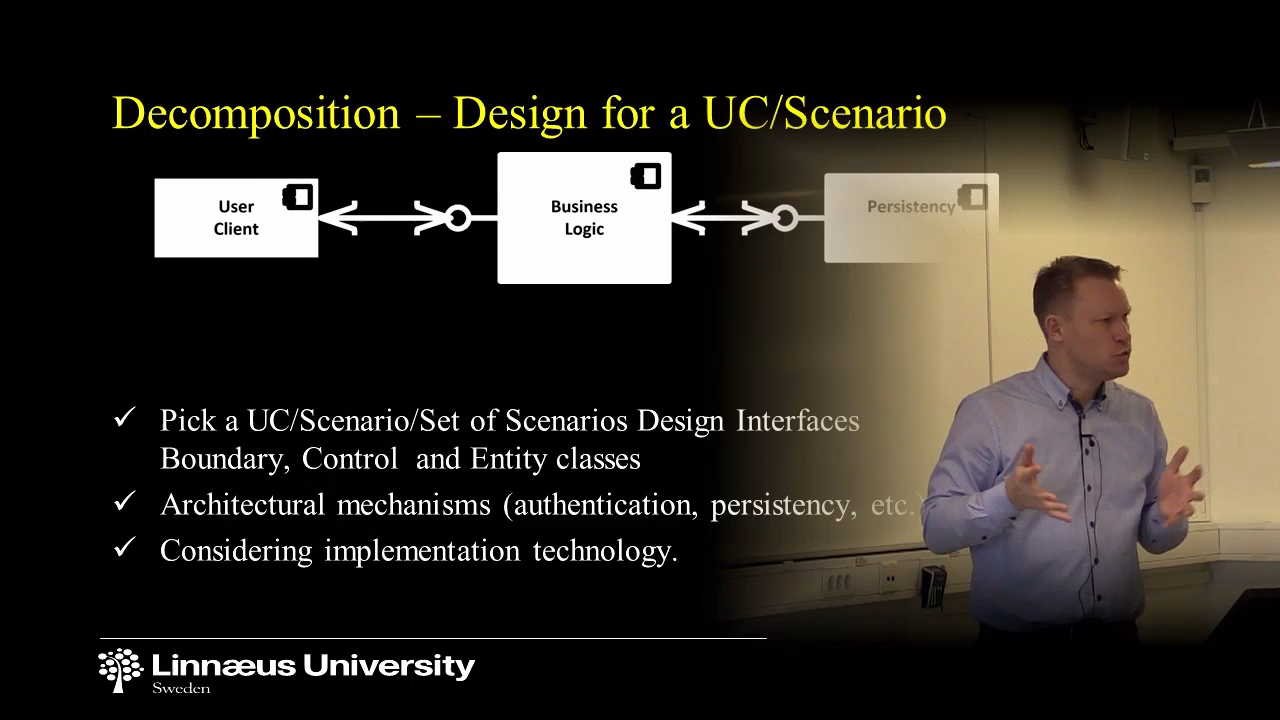 Decomposition – Design for a UC/Scenario
User
Client
Business
Logic
Persistency
✓ Pick a UC/Scenario/Set of Scenarios Design Interfaces
Boundary, Control and Entity classes
✓ Architectural mechanisms (authentication, persistency, etc.)
✓ Considering implementation technology.
Linnæus University
Sweden